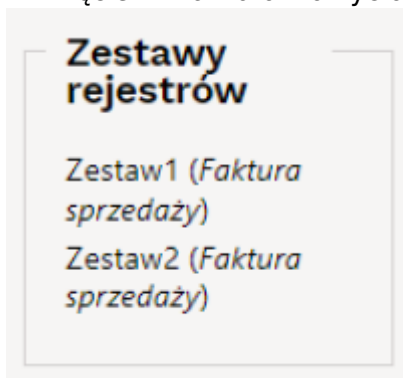 Zestawy
rejestrów
Zestaw1 (Faktura
sprzedaży)
Zestaw2 (Faktura
sprzedaży)